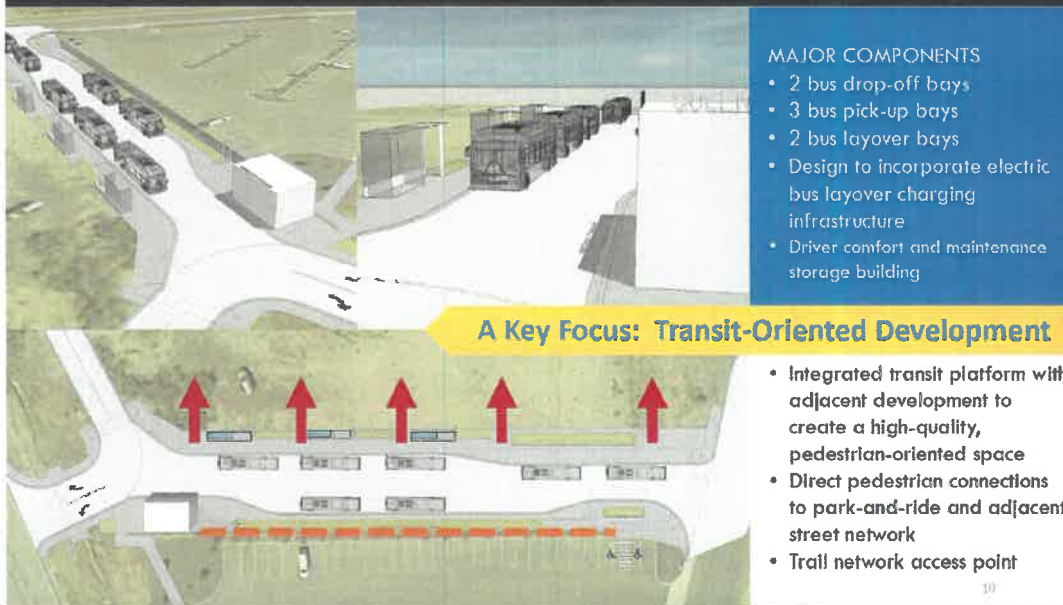 MAJOR COMPONENTS
• 2 bus drop-off bays
• 3 bus pick-up bays
• 2 bus layover bays
• Design to incorporate electric
bus layover charging
infrastructure
• Driver comfort and maintenance
storage building
A Key Focus: Transit-Oriented Development
• Integrated transit platform with
adjacent development to
create a high-quality,
pedestrian-oriented space
• Direct pedestrian connections
to park-and-ride and adjacent
street network
• Trail network access point
10